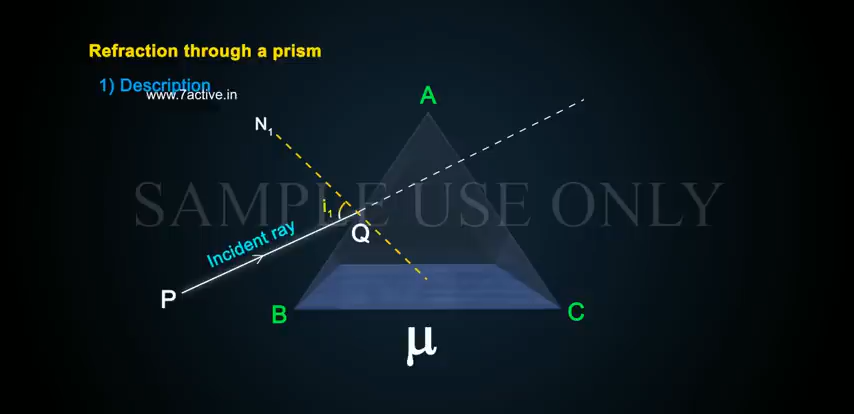 Refraction through a prism
1) Description
www.7active.in
A
N1
SAMPLE USE ONLY
i1
Q
Incident ray
P
B
C
μ